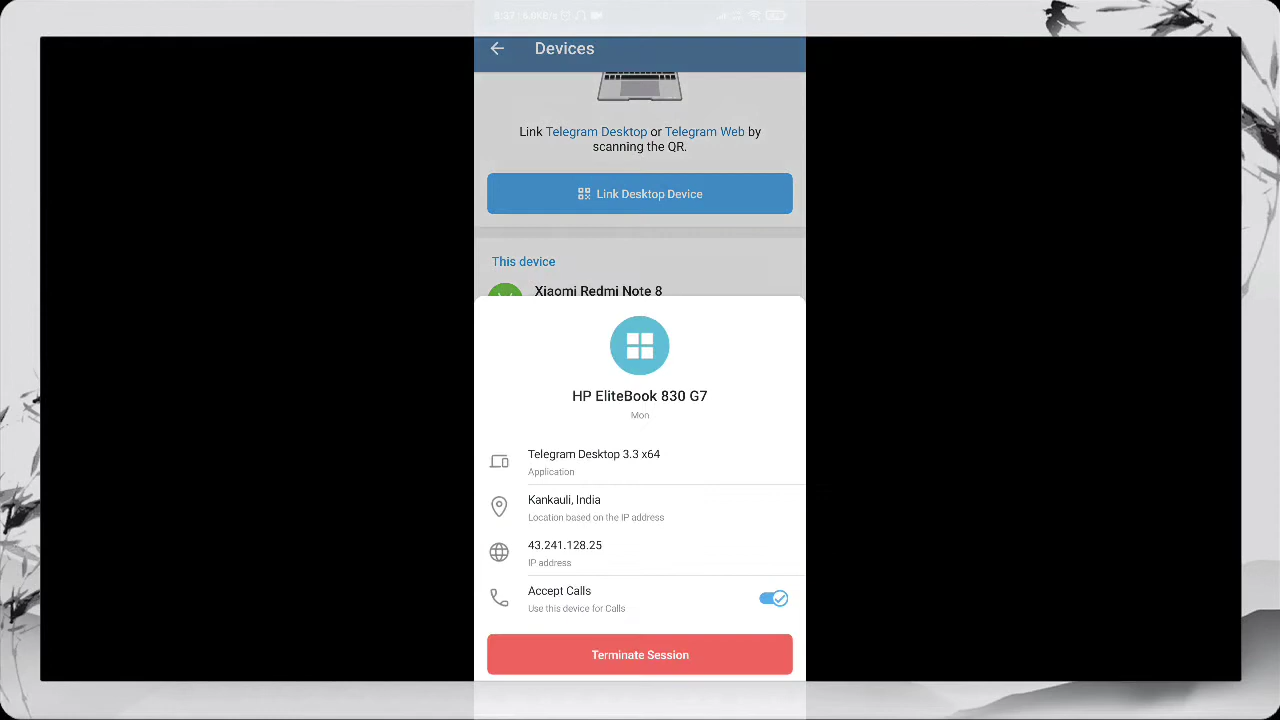 8:37
Devices
Link Telegram Desktop or Telegram Web by
scanning the QR.
Link Desktop Device
This device
Xiaomi Redmi Note 8
HP EliteBook 830 G7
Mon
Telegram Desktop 3.3 x64
Application
Kankauli, India
Location based on the IP address
43.241.128.25
IP address
Accept Calls
Use this device for Calls
Terminate Session